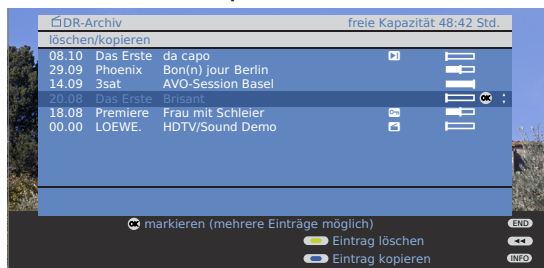 DR-Archiv freie Kapazität 48:42 Std.
löschen/kopieren
08.10 Das Erste da capo
29.09 Phoenix Bon(n) jour Berlin
14.09 3sat AVO-Session Basel
20.08 Das Erste Brisant OK
18.08 Premiere Frau mit Schleier
00.00 LOEWE. HDTV/Sound Demo
OK markieren (mehrere Einträge möglich) END
Eintrag löschen
Eintrag kopieren INFO